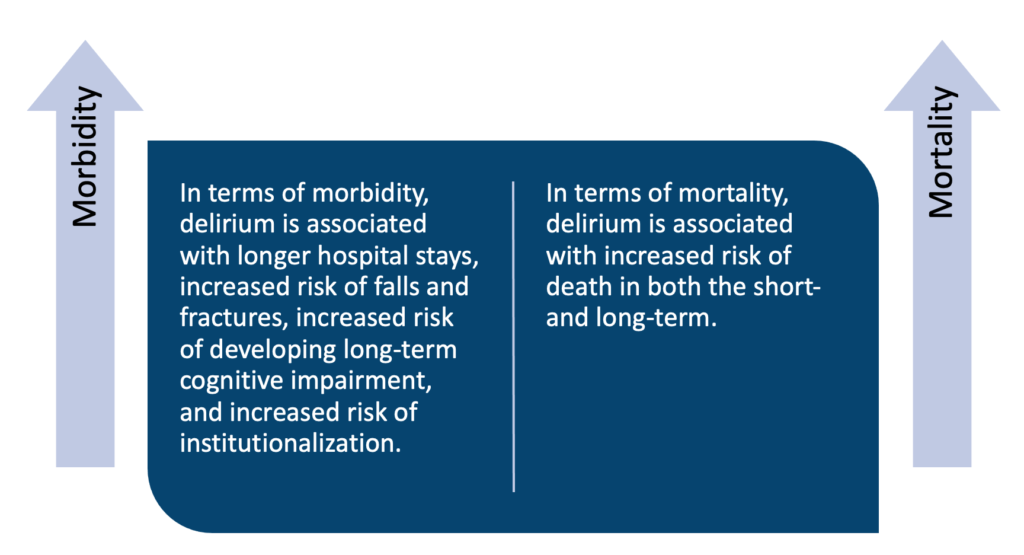 Morbidity
In terms of morbidity,
delirium is associated
with longer hospital stays,
increased risk of falls and
fractures, increased risk
of developing long-term
cognitive impairment,
and increased risk of
institutionalization.
In terms of mortality,
delirium is associated
with increased risk of
death in both the short-
and long-term.
Mortality